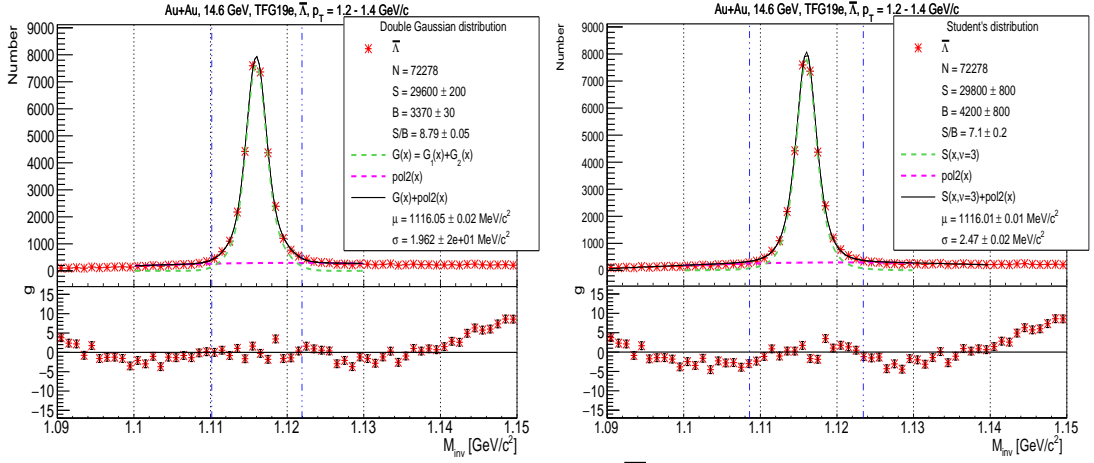 Au+Au, 14.6 GeV, TFG19e, Λ̅, p_T = 1.2 - 1.4 GeV/c
Number
9000
8000
7000
6000
5000
4000
3000
2000
1000
0
Double Gaussian distribution
Λ̅
N = 72278
S = 29600 ± 200
B = 3370 ± 30
S/B = 8.79 ± 0.05
G(x) = G_1(x)+G_2(x)
pol2(x)
G(x)+pol2(x)
μ = 1116.05 ± 0.02 MeV/c²
σ = 1.962 ± 2e+01 MeV/c²
g
15
10
5
0
−5
−10
−15
1.09 1.1 1.11 1.12 1.13 1.14 1.15
M_inv [GeV/c²]
Au+Au, 14.6 GeV, TFG19e, Λ̅, p_T = 1.2 - 1.4 GeV/c
Number
9000
8000
7000
6000
5000
4000
3000
2000
1000
0
Student's distribution
Λ̅
N = 72278
S = 29800 ± 800
B = 4200 ± 800
S/B = 7.1 ± 0.2
S(x,ν=3)
pol2(x)
S(x,ν=3)+pol2(x)
μ = 1116.01 ± 0.01 MeV/c²
σ = 2.47 ± 0.02 MeV/c²
g
15
10
5
0
−5
−10
−15
1.09 1.1 1.11 1.12 1.13 1.14 1.15
M_inv [GeV/c²]